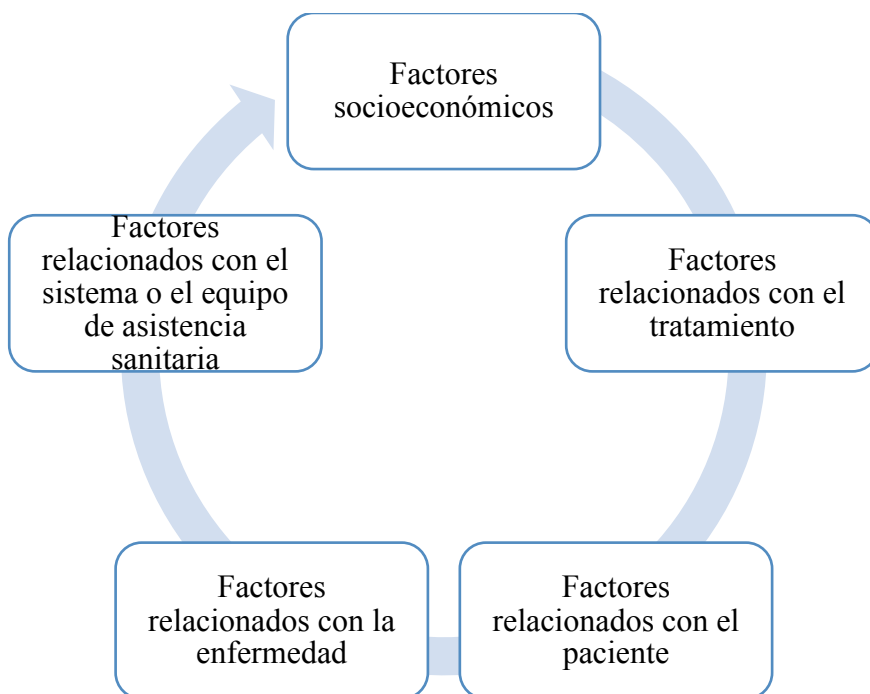 Factores
socioeconómicos
Factores
relacionados con el
tratamiento
Factores
relacionados con el
paciente
Factores
relacionados con la
enfermedad
Factores
relacionados con el
sistema o el equipo
de asistencia
sanitaria